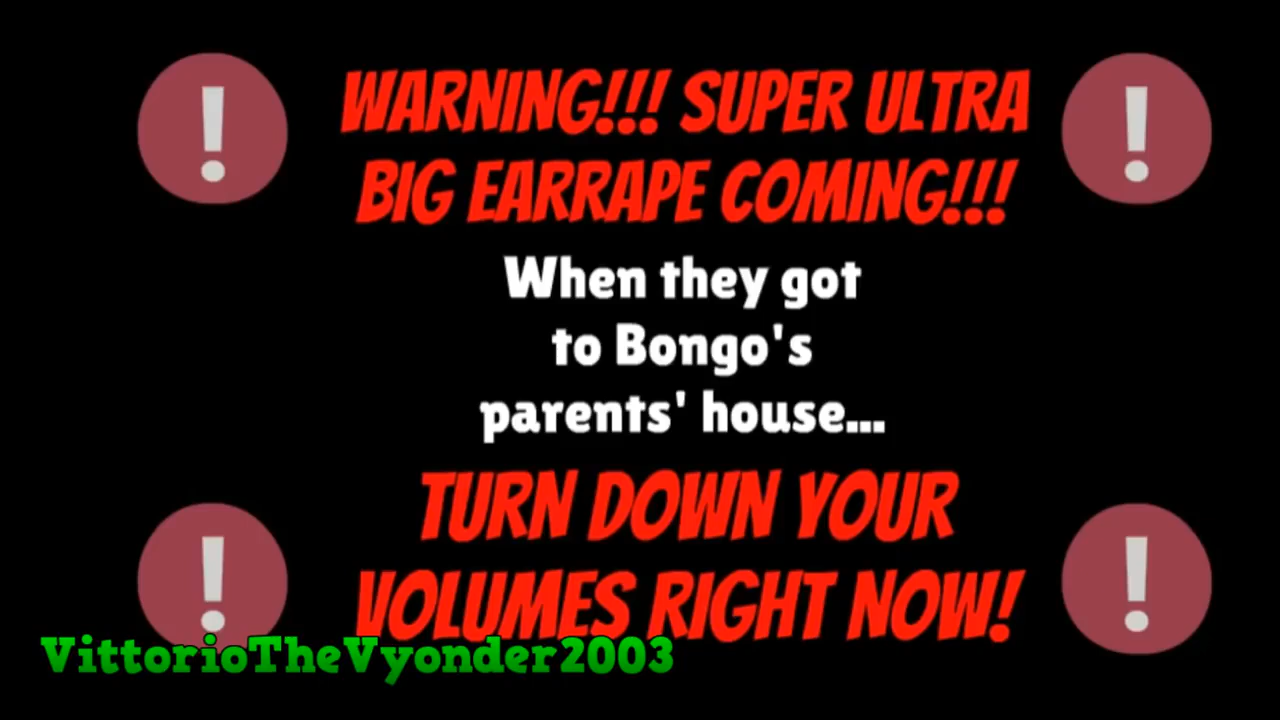 WARNING!!! SUPER ULTRA
BIG EARRAPE COMING!!!
When they got
to Bongo's
parents' house...
TURN DOWN YOUR
VOLUMES RIGHT NOW!
VittorioTheVyonder2003